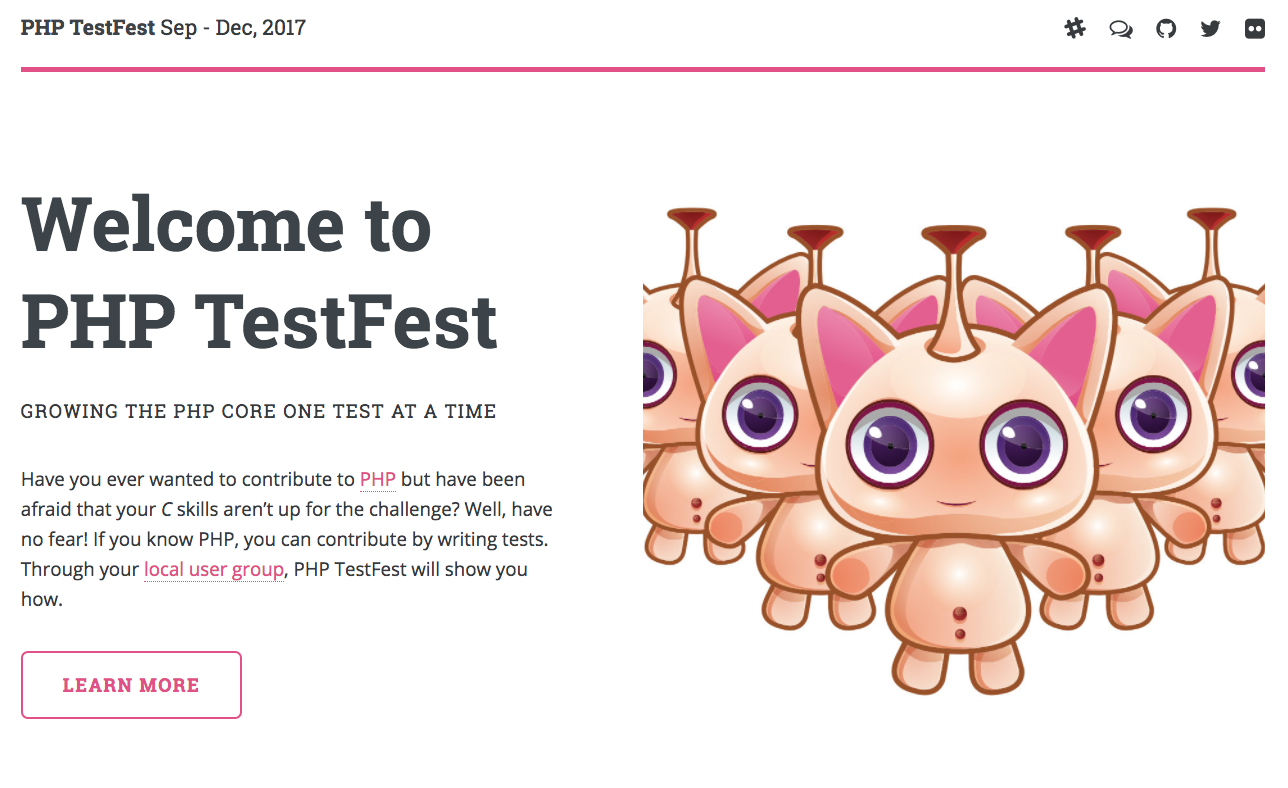 PHP TestFest Sep - Dec, 2017
Welcome to
PHP TestFest
GROWING THE PHP CORE ONE TEST AT A TIME
Have you ever wanted to contribute to PHP but have been
afraid that your C skills aren’t up for the challenge? Well, have
no fear! If you know PHP, you can contribute by writing tests.
Through your local user group, PHP TestFest will show you
how.
LEARN MORE